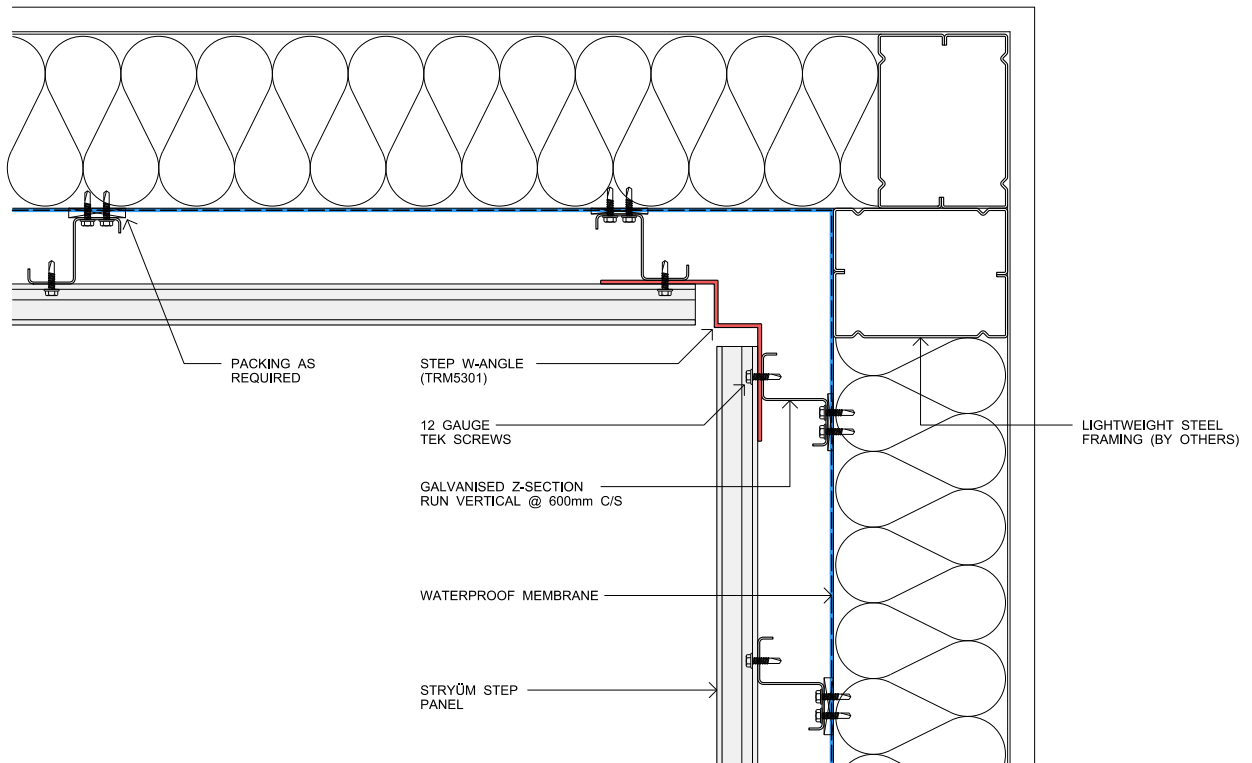 PACKING AS
REQUIRED
STEP W-ANGLE
(TRM5301)
12 GAUGE
TEK SCREWS
LIGHTWEIGHT STEEL
FRAMING (BY OTHERS)
GALVANISED Z-SECTION
RUN VERTICAL @ 600mm C/S
WATERPROOF MEMBRANE
STRYÜM STEP
PANEL